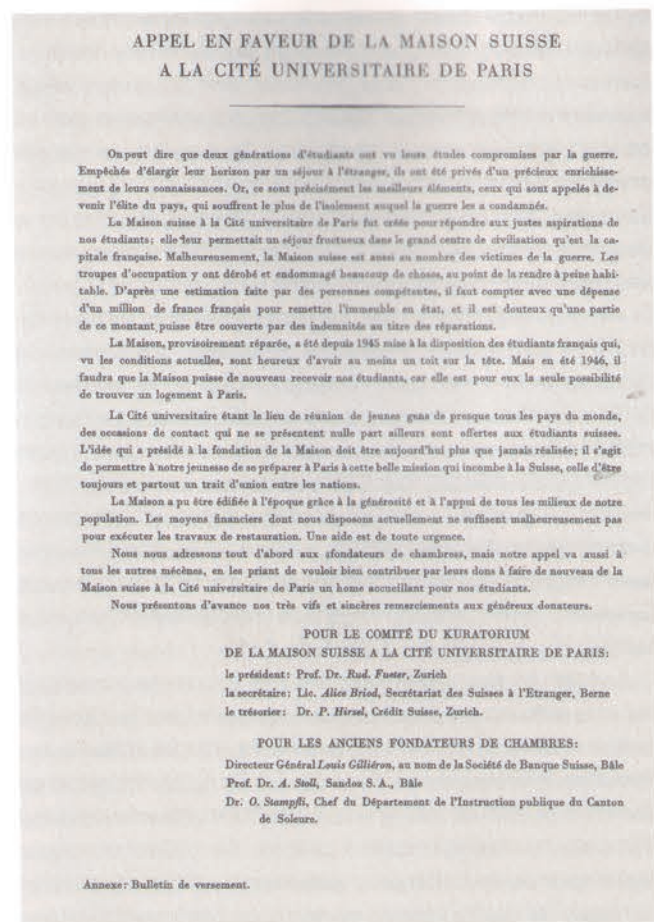 APPEL EN FAVEUR DE LA MAISON SUISSE
A LA CITÉ UNIVERSITAIRE DE PARIS
On peut dire que deux générations d'étudiants ont vu leurs études compromises par la guerre.
Empêchés d'élargir leur horizon par un séjour à l'étranger, ils ont été privés d'un précieux enrichisse-
ment de leurs connaissances. Or, ce sont précisément les meilleurs éléments, ceux qui sont appelés à de-
venir l'élite du pays, qui souffrent le plus de l'isolement auquel la guerre les a condamnés.
La Maison suisse à la Cité universitaire de Paris fut créée pour répondre aux justes aspirations de
nos étudiants; elle leur permettait un séjour fructueux dans le grand centre de civilisation qu'est la ca-
pitale française. Malheureusement, la Maison suisse est aussi au nombre des victimes de la guerre. Les
troupes d'occupation y ont dérobé et endommagé beaucoup de choses, au point de la rendre à peine habi-
table. D'après une estimation faite par des personnes compétentes, il faut compter avec une dépense
d'un million de francs français pour remettre l'immeuble en état, et il est douteux qu'une partie
de ce montant puisse être couverte par des indemnités au titre des réparations.
La Maison, provisoirement réparée, a été depuis 1945 mise à la disposition des étudiants français qui,
vu les conditions actuelles, sont heureux d'avoir au moins un toit sur la tête. Mais en été 1946, il
faudra que la Maison puisse de nouveau recevoir nos étudiants, car elle est pour eux la seule possibilité
de trouver un logement à Paris.
La Cité universitaire étant le lieu de réunion de jeunes gens de presque tous les pays du monde,
des occasions de contact qui ne se présentent nulle part ailleurs sont offertes aux étudiants suisses.
L'idée qui a présidé à la fondation de la Maison doit être aujourd'hui plus que jamais réalisée; il s'agit
de permettre à notre jeunesse de se préparer à Paris à cette belle mission qui incombe à la Suisse, celle d'être
toujours et partout un trait d'union entre les nations.
La Maison a pu être édifiée à l'époque grâce à la générosité et à l'appui de tous les milieux de notre
population. Les moyens financiers dont nous disposons actuellement ne suffisent malheureusement pas
pour exécuter les travaux de restauration. Une aide est de toute urgence.
Nous nous adressons tout d'abord aux «fondateurs de chambres», mais notre appel va aussi à
tous les autres mécènes, en les priant de vouloir bien contribuer par leurs dons à faire de nouveau de la
Maison suisse à la Cité universitaire de Paris un home accueillant pour nos étudiants.
Nous présentons d'avance nos très vifs et sincères remerciements aux généreux donateurs.
POUR LE COMITÉ DU KURATORIUM
DE LA MAISON SUISSE A LA CITÉ UNIVERSITAIRE DE PARIS:
le président: Prof. Dr. Rud. Fueter, Zurich
la secrétaire: Lic. Alice Briod, Secrétariat des Suisses à l'Etranger, Berne
le trésorier: Dr. P. Hirzel, Crédit Suisse, Zurich.
POUR LES ANCIENS FONDATEURS DE CHAMBRES:
Directeur Général Louis Gilliéron, au nom de la Société de Banque Suisse, Bâle
Prof. Dr. A. Stoll, Sandoz S. A., Bâle
Dr. O. Stampfli, Chef du Département de l'Instruction publique du Canton
de Soleure.
Annexe: Bulletin de versement.